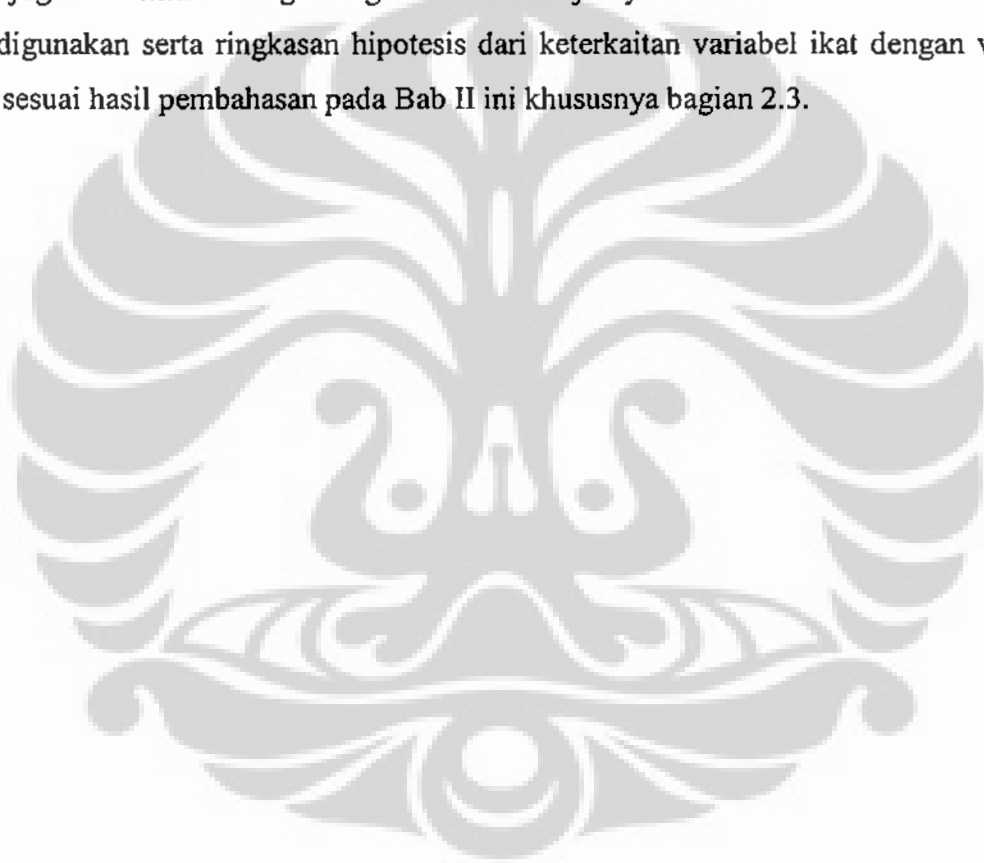 digunakan serta ringkasan hipotesis dari keterkaitan variabel ikat dengan
sesuai hasil pembahasan pada Bab II ini khususnya bagian 2.3.